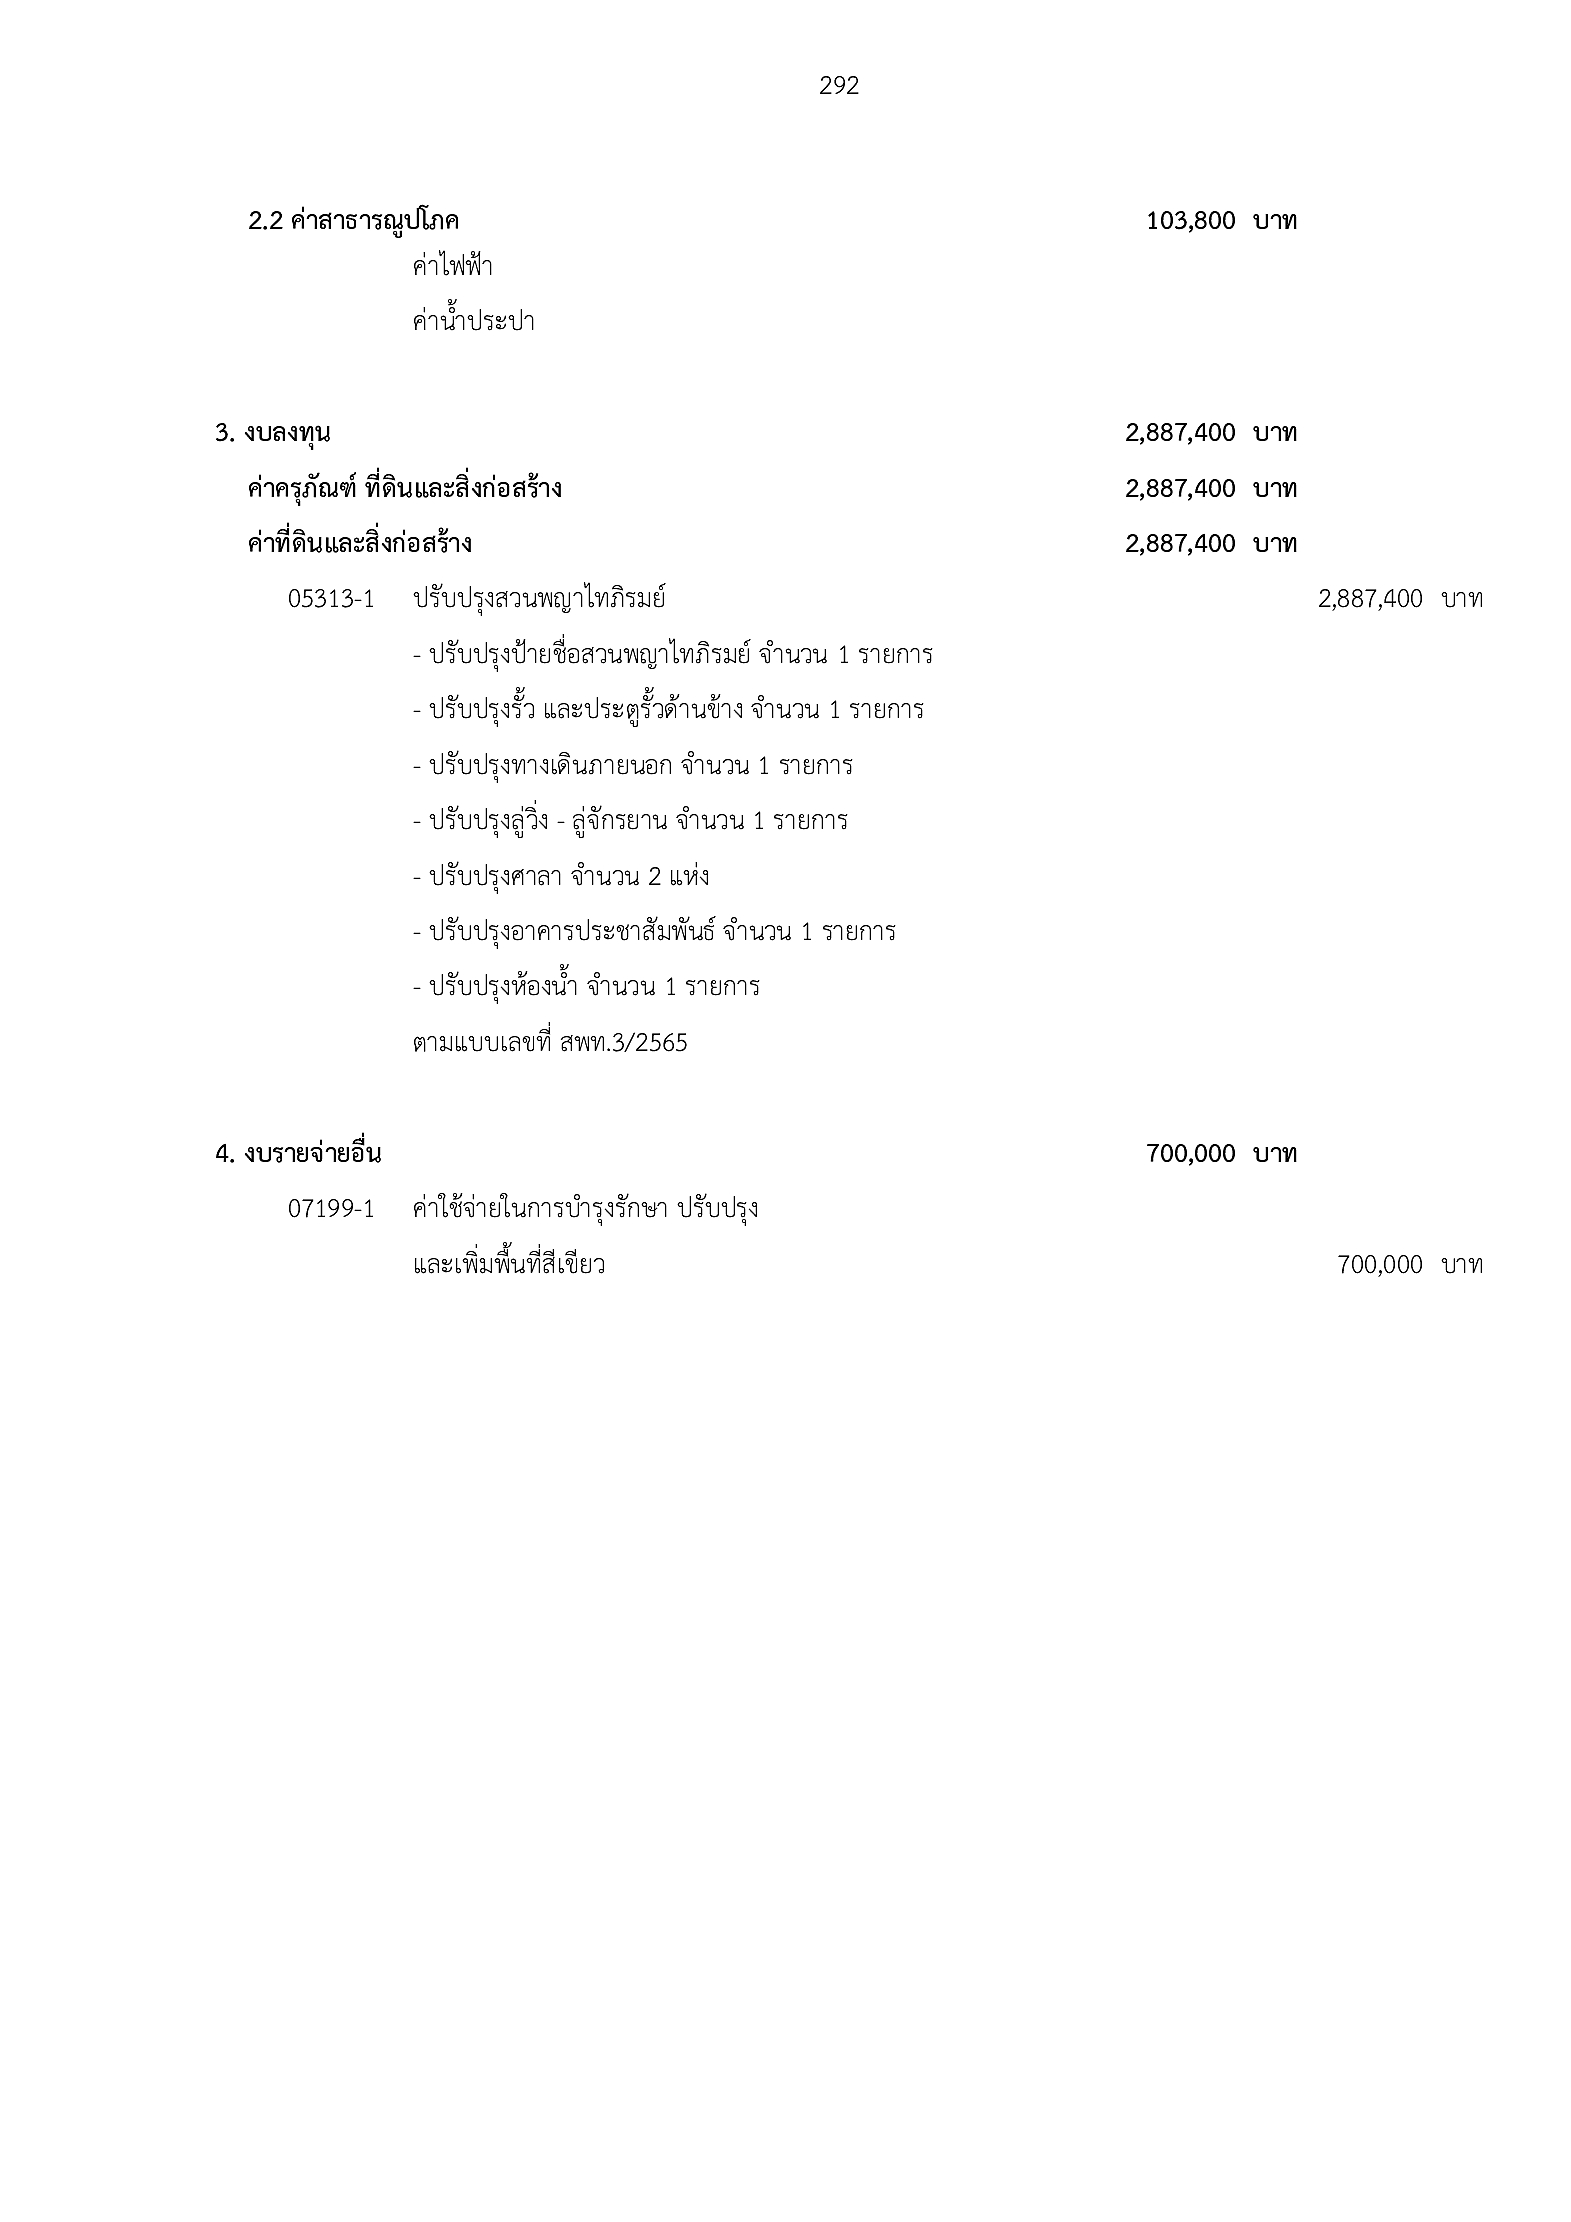 292
2.2 ค่าสาธารณูปโภค 103,800 บาท
ค่าไฟฟ้า
ค่าน้ำประปา
3. งบลงทุน 2,887,400 บาท
ค่าครุภัณฑ์ ที่ดินและสิ่งก่อสร้าง 2,887,400 บาท
ค่าที่ดินและสิ่งก่อสร้าง 2,887,400 บาท
05313-1 ปรับปรุงสวนพญาไทภิรมย์ 2,887,400 บาท
- ปรับปรุงป้ายชื่อสวนพญาไทภิรมย์ จำนวน 1 รายการ
- ปรับปรุงรั้ว และประตูรั้วด้านข้าง จำนวน 1 รายการ
- ปรับปรุงทางเดินภายนอก จำนวน 1 รายการ
- ปรับปรุงลู่วิ่ง - ลู่จักรยาน จำนวน 1 รายการ
- ปรับปรุงศาลา จำนวน 2 แห่ง
- ปรับปรุงอาคารประชาสัมพันธ์ จำนวน 1 รายการ
- ปรับปรุงห้องน้ำ จำนวน 1 รายการ
ตามแบบเลขที่ สพท.3/2565
4. งบรายจ่ายอื่น 700,000 บาท
07199-1 ค่าใช้จ่ายในการบำรุงรักษา ปรับปรุง
และเพิ่มพื้นที่สีเขียว 700,000 บาท